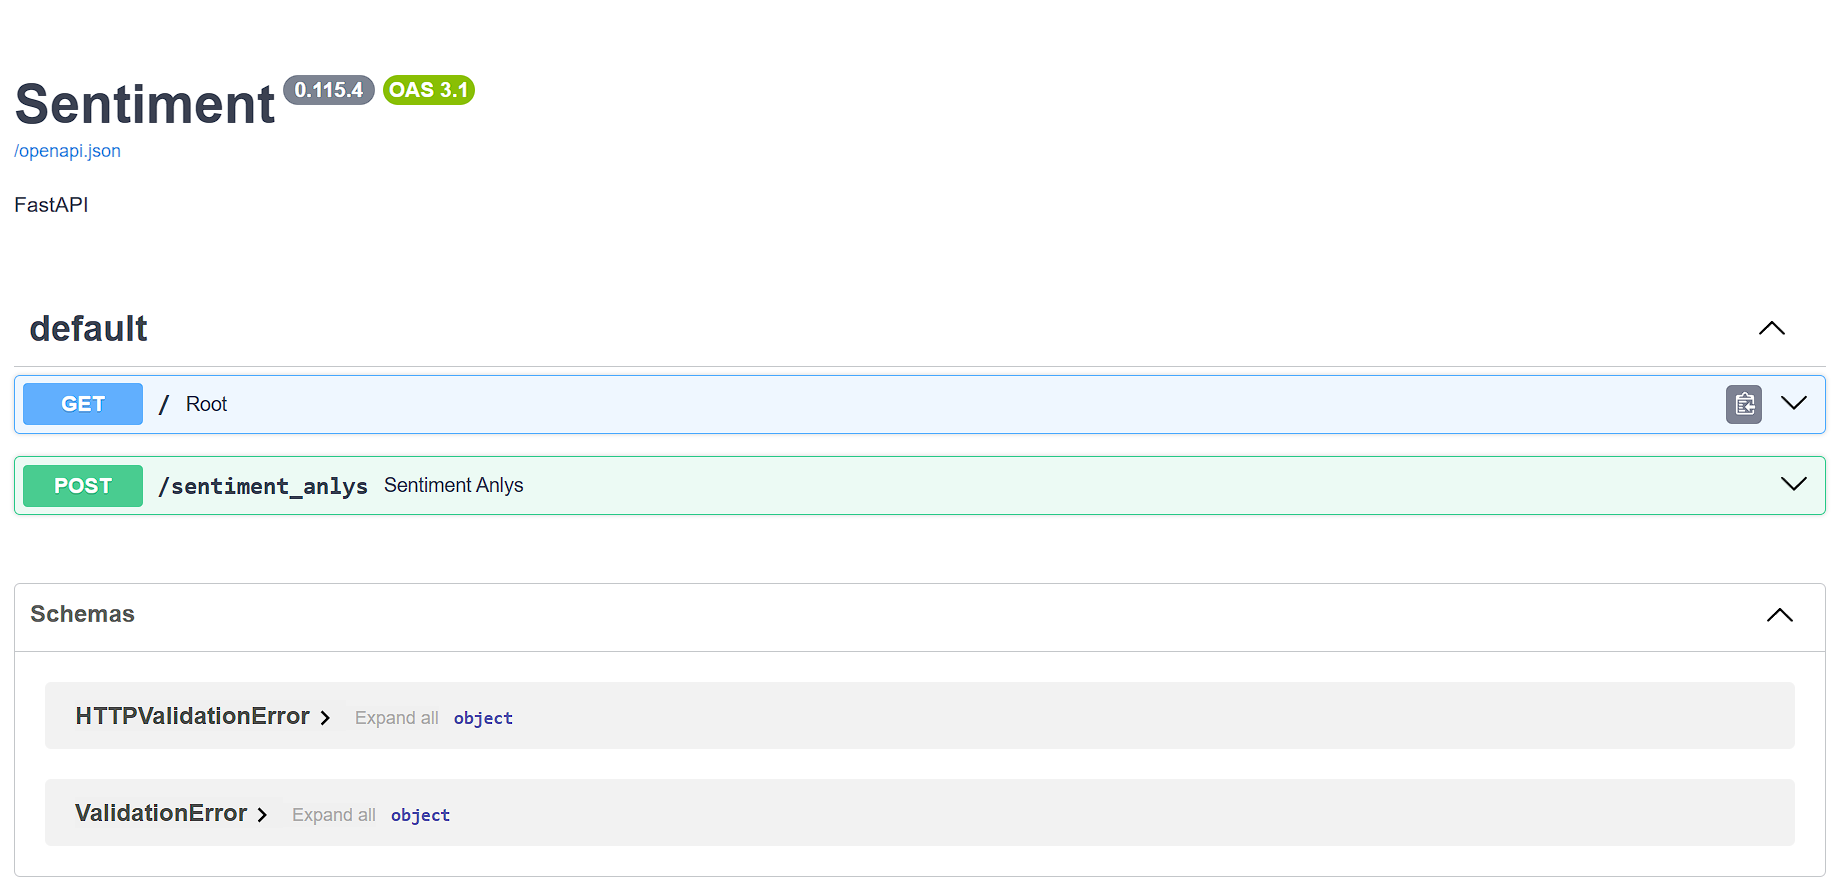 Sentiment 0.115.4 OAS 3.1
/openapi.json
FastAPI
default
GET / Root
POST /sentiment_anlys Sentiment Anlys
Schemas
HTTPValidationError Expand all object
ValidationError Expand all object